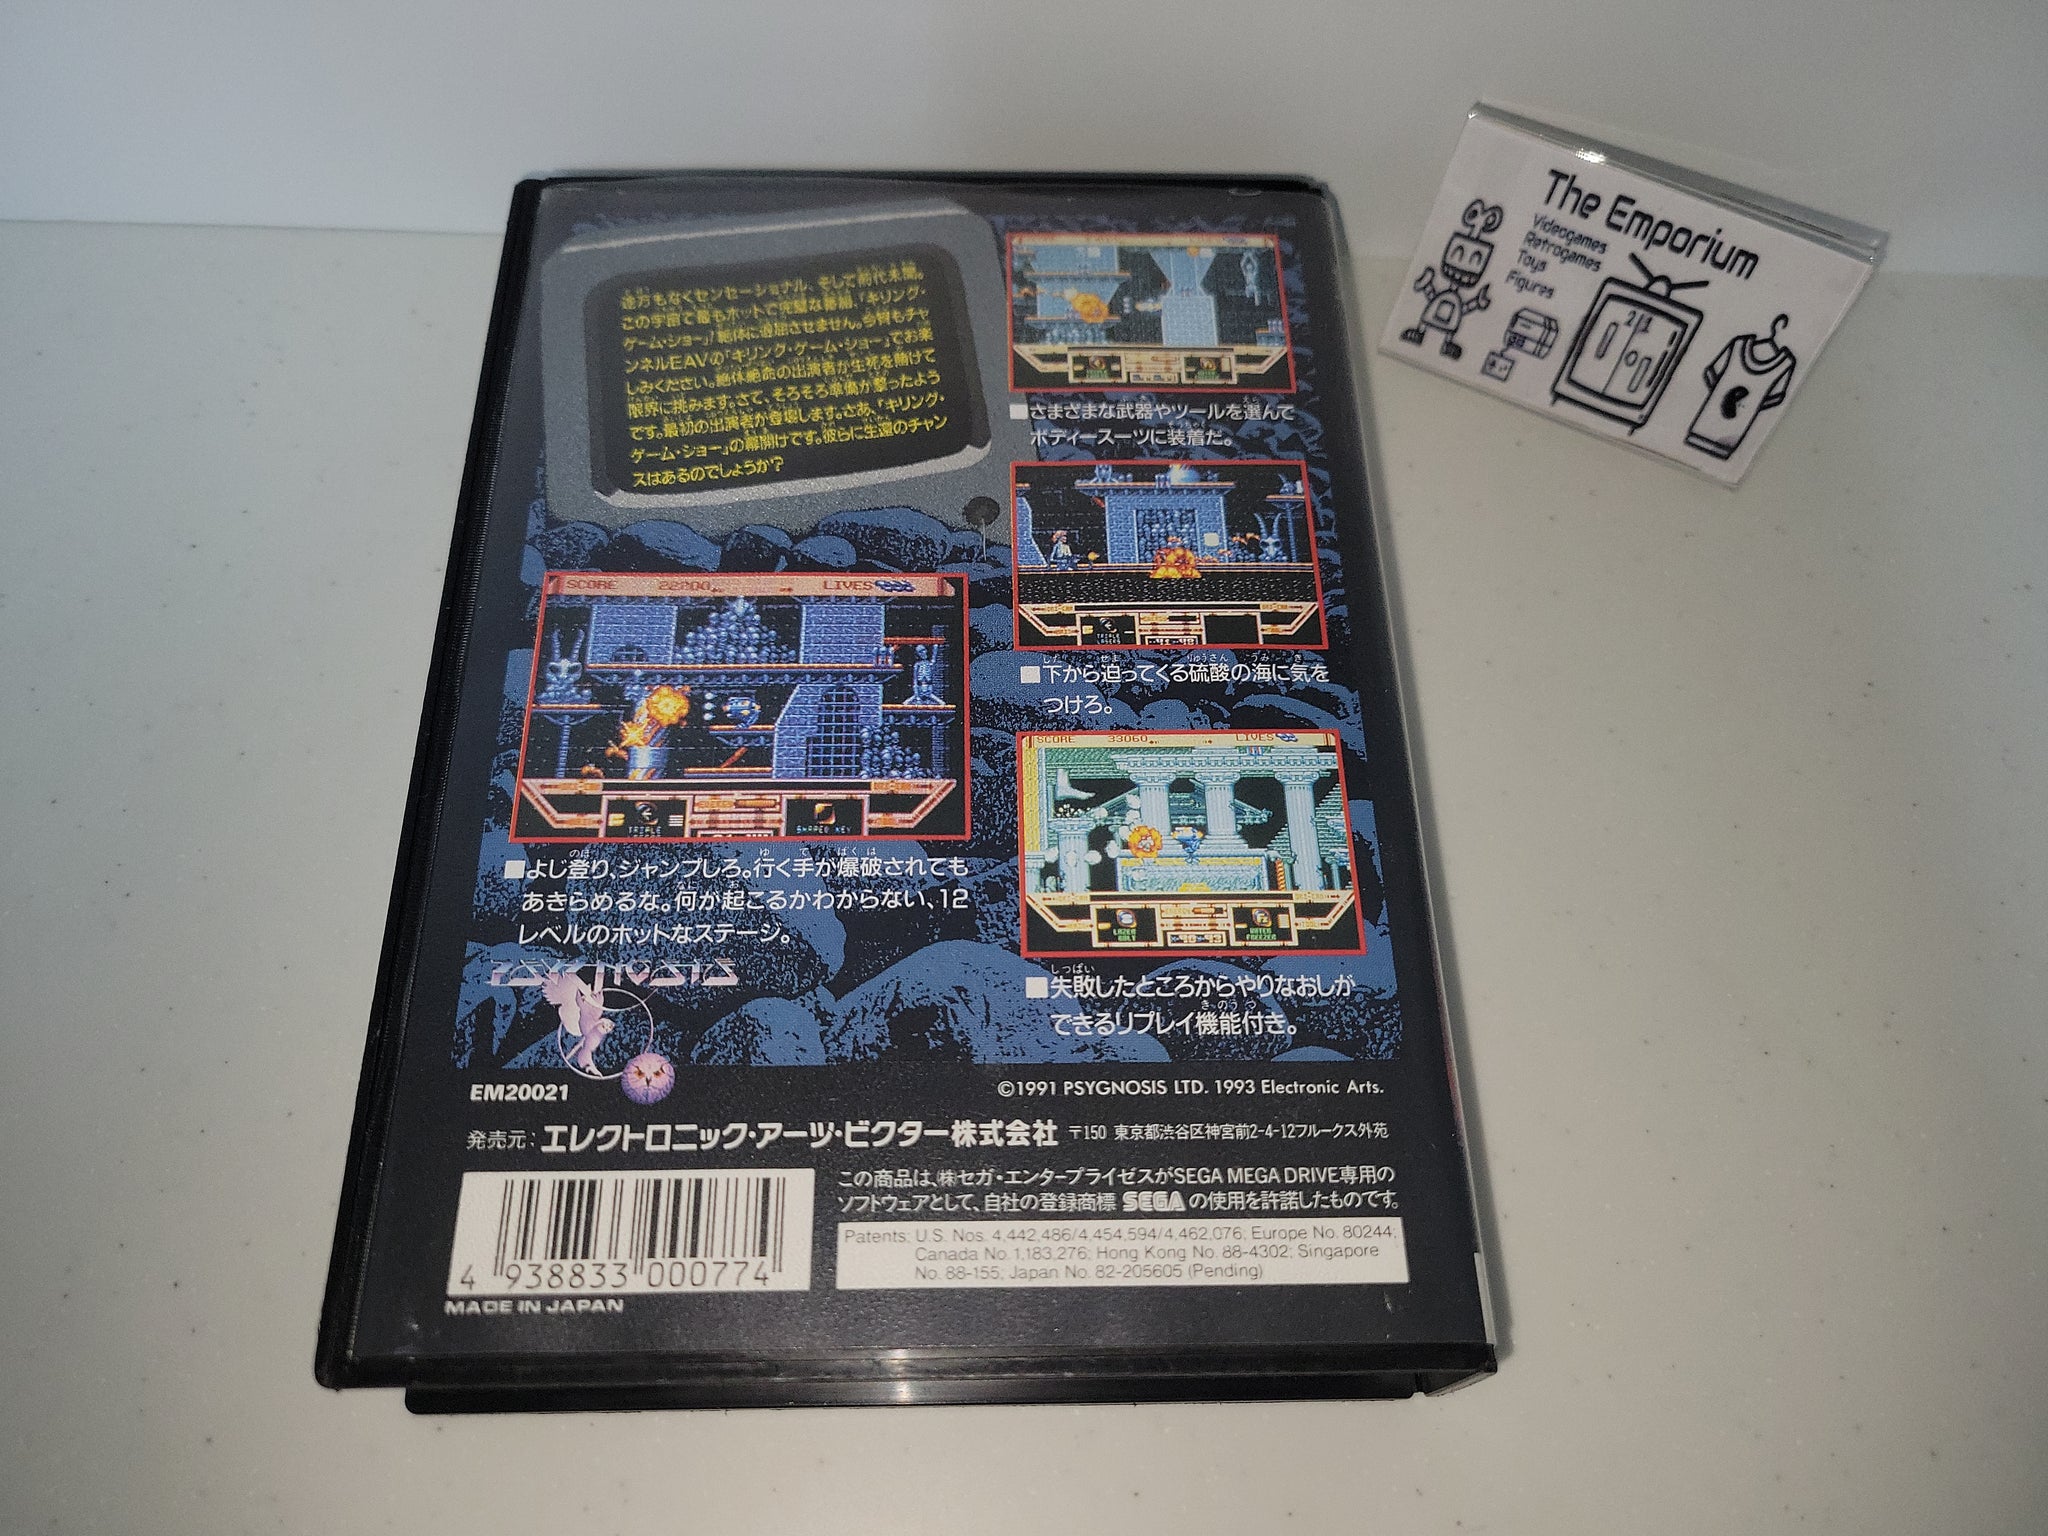 途方もなくセンセーショナル、そして前代未聞。
この宇宙で最もホットで完璧な番組、「キリング・
ゲーム・ショー」！絶対に退屈させません。今宵もチャ
ンネルEAVの「キリング・ゲーム・ショー」でお楽
しみください。絶体絶命の出演者が生死を賭けて
限界に挑みます。さて、そろそろ準備が整ったよう
です。最初の出演者が登場します。さあ、「キリング・
ゲーム・ショー」の幕開けです。彼らに生還のチャン
スはあるのでしょうか？
■さまざまな武器やツールを選んで
ボディースーツに装着だ。
TRIPLE
LASERS
■下から迫ってくる硫酸の海に気を
つけろ。
SCORE 22200 LIVES
TRIPLE
SHAPED KEY
■よじ登り、ジャンプしろ。行く手が爆破されても
あきらめるな。何が起こるかわからない、12
レベルのホットなステージ。
SCORE 33060 LIVES
LAZER
BOLT
WATER
FREEZER
■失敗したところからやりなおしが
できるリプレイ機能付き。
PSYGNOSIS
EM20021
©1991 PSYGNOSIS LTD. 1993 Electronic Arts.
発売元：エレクトロニック・アーツ・ビクター株式会社 〒150 東京都渋谷区神宮前2-4-12フルークス外苑
この商品は、㈱セガ・エンタープライゼスがSEGA MEGA DRIVE専用の
ソフトウェアとして、自社の登録商標 SEGA の使用を許諾したものです。
Patents: U.S. Nos. 4,442,486/4,454,594/4,462,076; Europe No. 80244;
Canada No. 1,183,276; Hong Kong No. 88-4302; Singapore
No. 88-155; Japan No. 82-205605 (Pending)
4 938833 000774
MADE IN JAPAN
The Emporium
Videogames
Retrogames
Toys
Figures